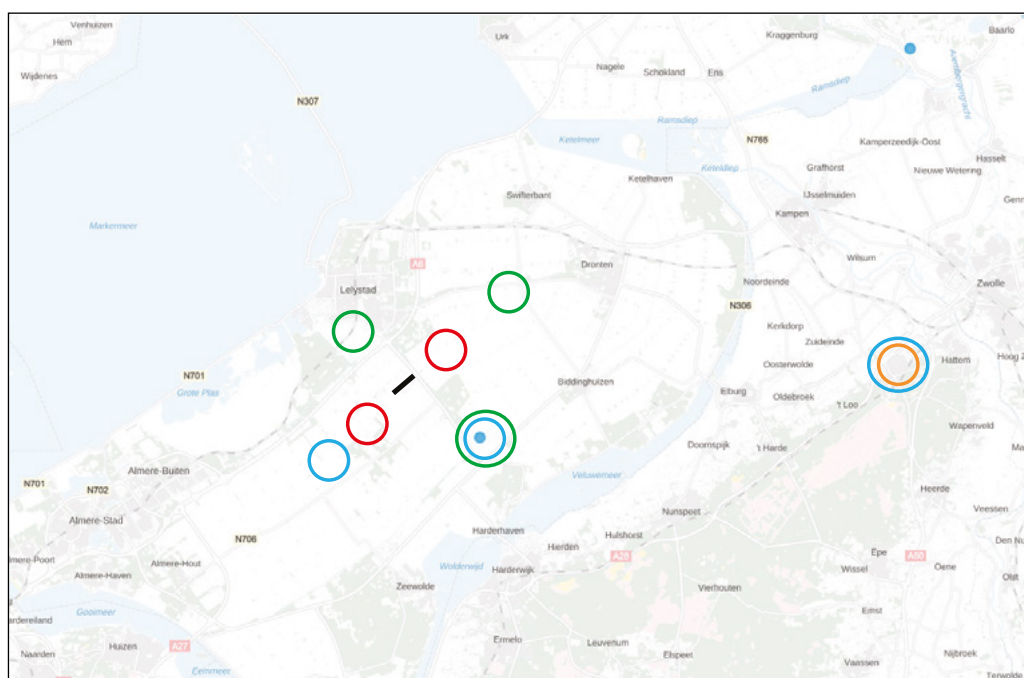 Venhuizen
Hem
Wijdenes
Urk
Kraggenburg
Baarlo
Nagele
Schokland
Ens
Ramsdiep
N307
Ramsdiep
Ketelmeer
N765
Kamperzeedijk-Oost
Hasselt
Keteldiep
Grafhorst
Nieuwe Wetering
Ketelhaven
Swifterbant
IJsselmuiden
Kampen
Markermeer
Wilsum
A6
Dronten
Noordeinde
Zwolle
Lelystad
N306
Kerkdorp
Zuideinde
Hattem
Oosterwolde
N701
Grote Plas
Biddinghuizen
Elburg
Oldebroek
't Loo
Wapenveld
Doornspijk
't Harde
Almere-Buiten
Veluwemeer
N701
N702
Heerde
Almere-Stad
Nunspeet
Veessen
Harderhaven
Hulshorst
N706
Hierden
A28
Epe
A50
Almere-Hout
Wolderwijd
Harderwijk
Wissel
Oene
Almere-Haven
Zeewolde
Vierhouten
Gooimeer
Emst
Huizen
A27
Ermelo
Leuvenum
Elspeet
Nijbroek
Naarden
Eemmeer
Vaassen
Terwolde